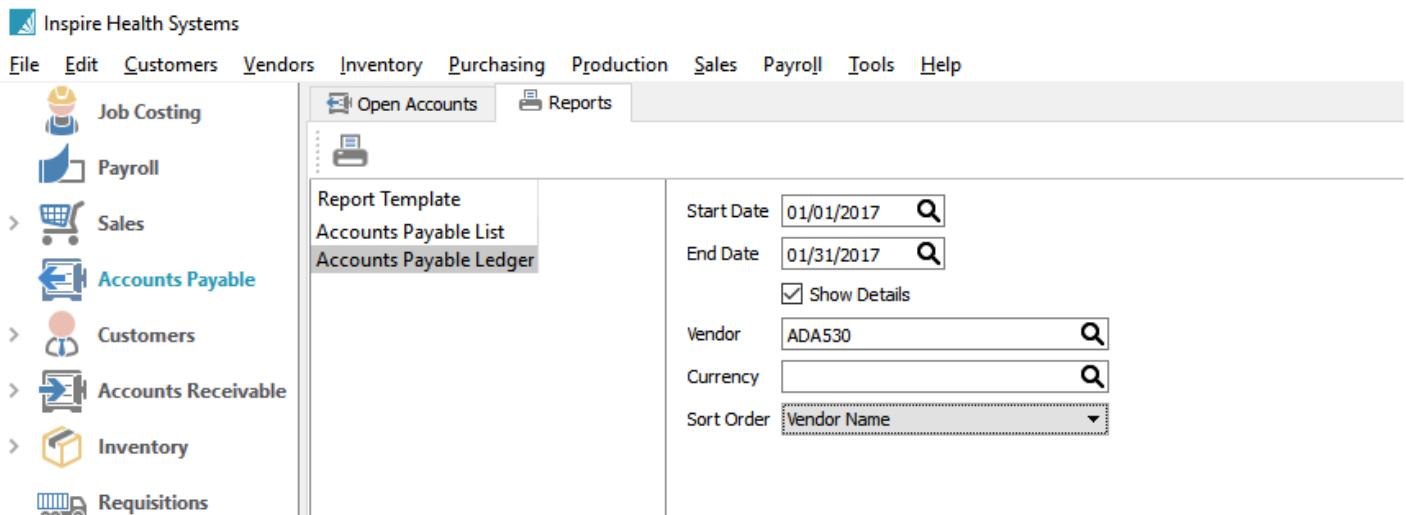 Inspire Health Systems
File Edit Customers Vendors Inventory Purchasing Production Sales Payroll Tools Help
Job Costing
Payroll
Sales
Accounts Payable
Customers
Accounts Receivable
Inventory
Requisitions
Open Accounts Reports
Report Template
Accounts Payable List
Accounts Payable Ledger
Start Date 01/01/2017
End Date 01/31/2017
Show Details
Vendor ADA530
Currency
Sort Order Vendor Name